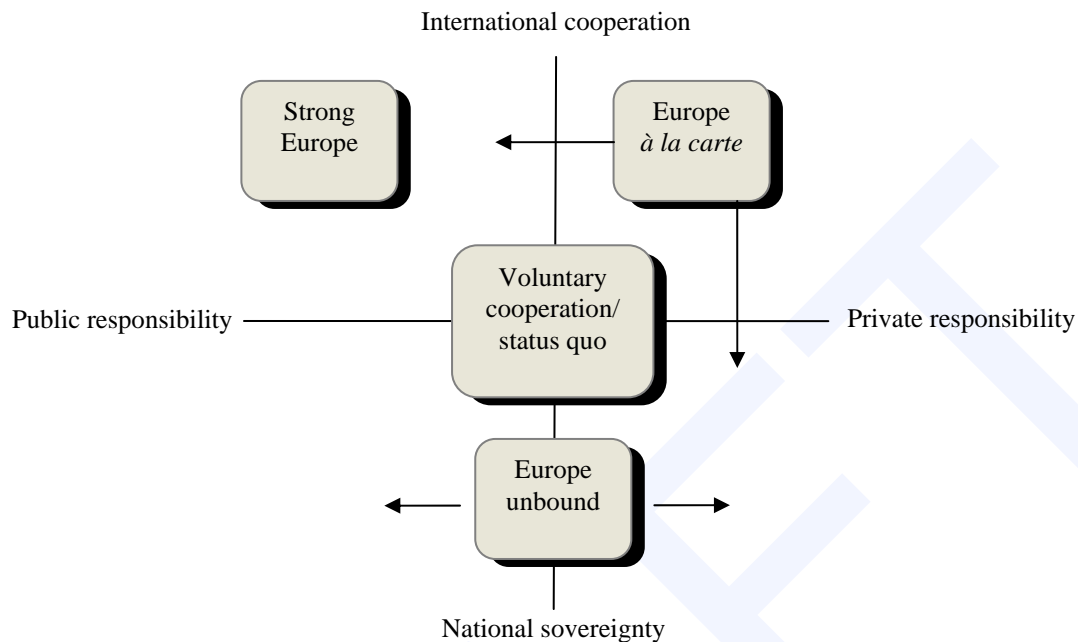 International cooperation
Strong
Europe
Europe
à la carte
Voluntary
cooperation/
status quo
Public responsibility
Private responsibility
Europe
unbound
National sovereignty